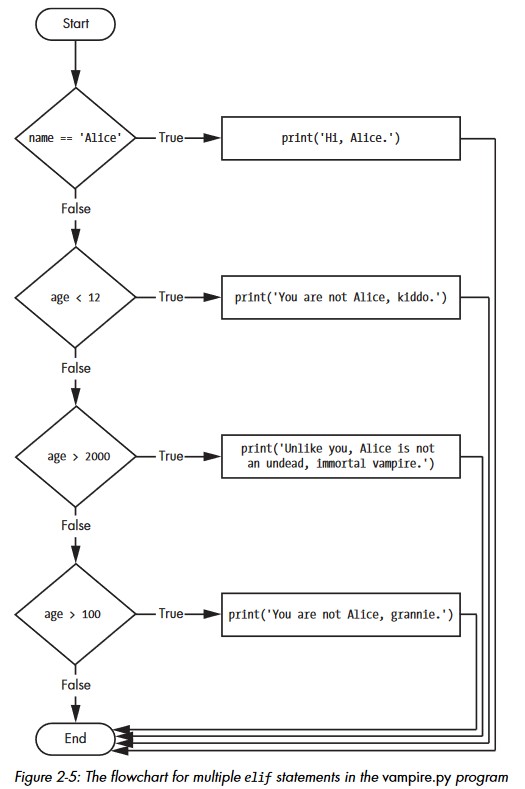 Start
name == 'Alice'
True
print('Hi, Alice.')
False
age < 12
True
print('You are not Alice, kiddo.')
False
age > 2000
True
print('Unlike you, Alice is not
an undead, immortal vampire.')
False
age > 100
True
print('You are not Alice, grannie.')
False
End
Figure 2-5: The flowchart for multiple elif statements in the vampire.py program